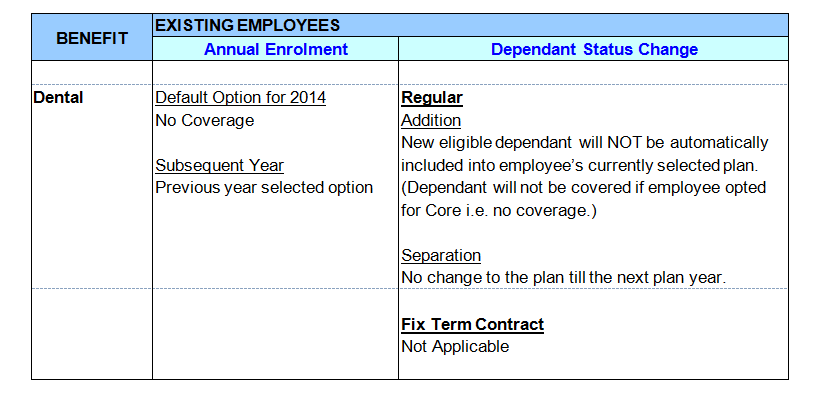 BENEFIT
EXISTING EMPLOYEES
Annual Enrolment
Dependant Status Change
Dental
Default Option for 2014
No Coverage
Subsequent Year
Previous year selected option
Regular
Addition
New eligible dependant will NOT be automatically
included into employee’s currently selected plan.
(Dependant will not be covered if employee opted
for Core i.e. no coverage.)
Separation
No change to the plan till the next plan year.
Fix Term Contract
Not Applicable